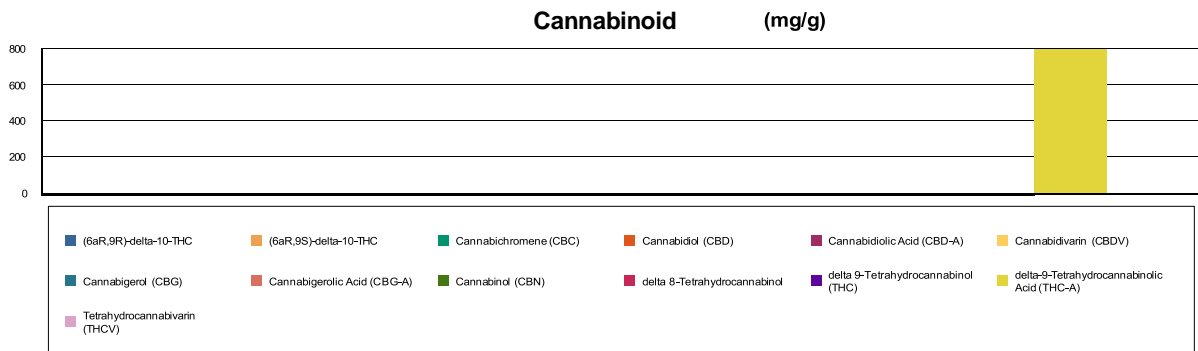 Cannabinoid (mg/g)
800
600
400
200
0
(6aR,9R)-delta-10-THC
(6aR,9S)-delta-10-THC
Cannabichromene (CBC)
Cannabidiol (CBD)
Cannabidiolic Acid (CBD-A)
Cannabidivarin (CBDV)
Cannabigerol (CBG)
Cannabigerolic Acid (CBG-A)
Cannabinol (CBN)
delta 8-Tetrahydrocannabinol
delta 9-Tetrahydrocannabinol
(THC)
delta-9-Tetrahydrocannabinolic
Acid (THC-A)
Tetrahydrocannabivarin
(THCV)